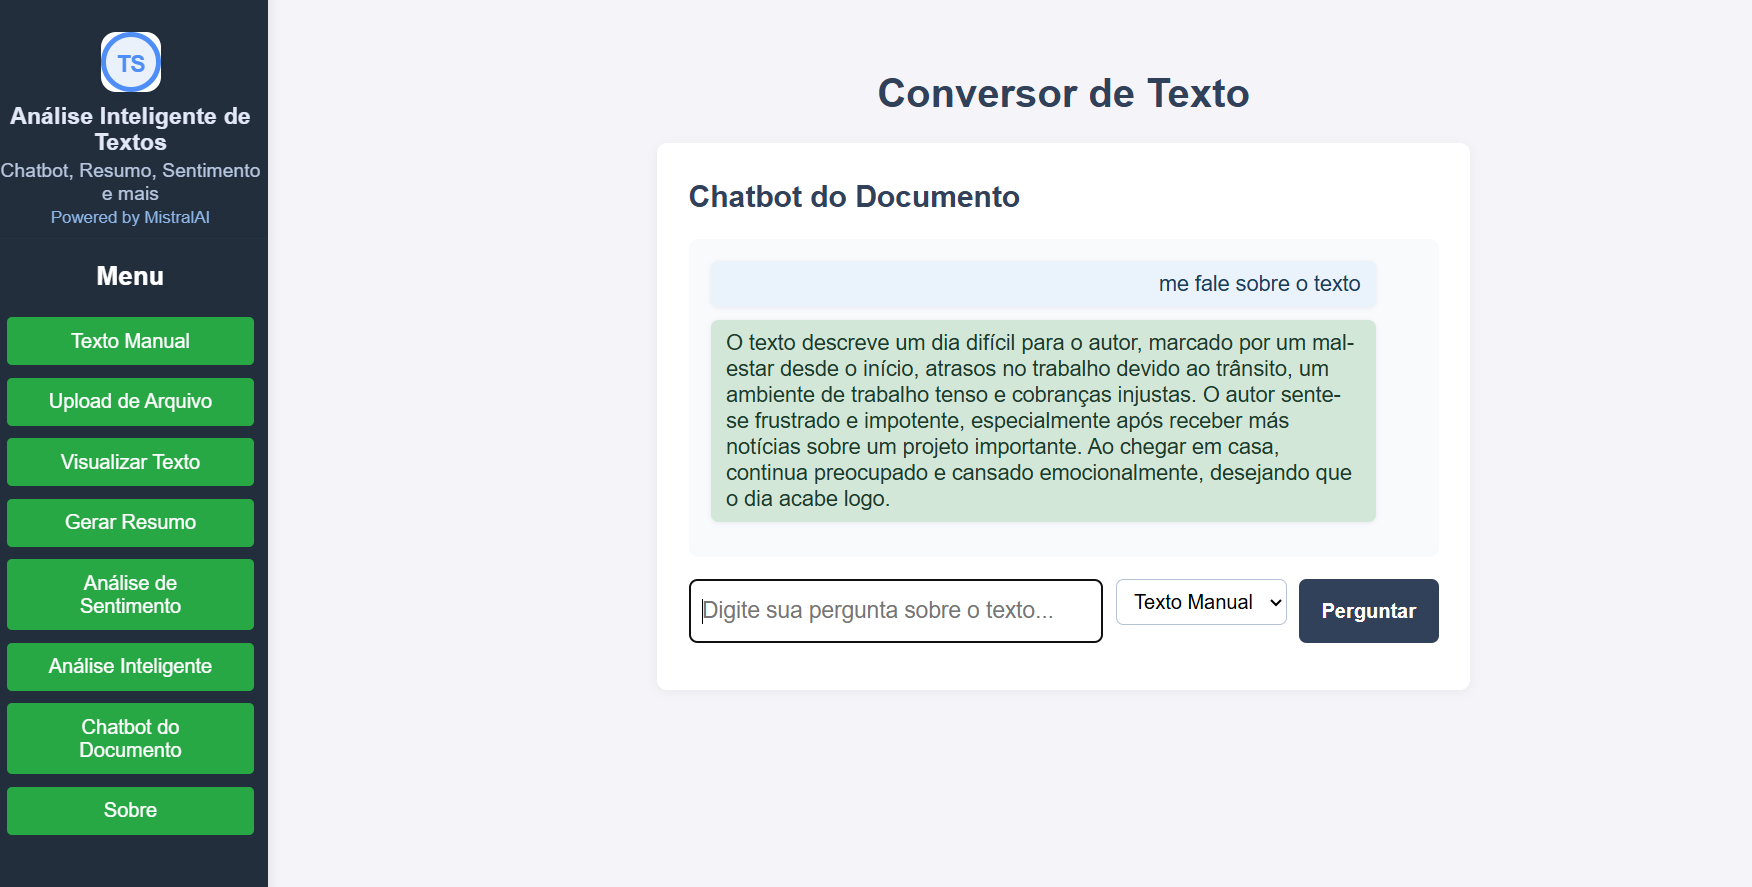 TS
Análise Inteligente de
Textos
Chatbot, Resumo, Sentimento
e mais
Powered by MistralAI
Menu
Texto Manual
Upload de Arquivo
Visualizar Texto
Gerar Resumo
Análise de
Sentimento
Análise Inteligente
Chatbot do
Documento
Sobre
Conversor de Texto
Chatbot do Documento
me fale sobre o texto
O texto descreve um dia difícil para o autor, marcado por um mal-
estar desde o início, atrasos no trabalho devido ao trânsito, um
ambiente de trabalho tenso e cobranças injustas. O autor sente-
se frustrado e impotente, especialmente após receber más
notícias sobre um projeto importante. Ao chegar em casa,
continua preocupado e cansado emocionalmente, desejando que
o dia acabe logo.
Digite sua pergunta sobre o texto...
Texto Manual
Perguntar